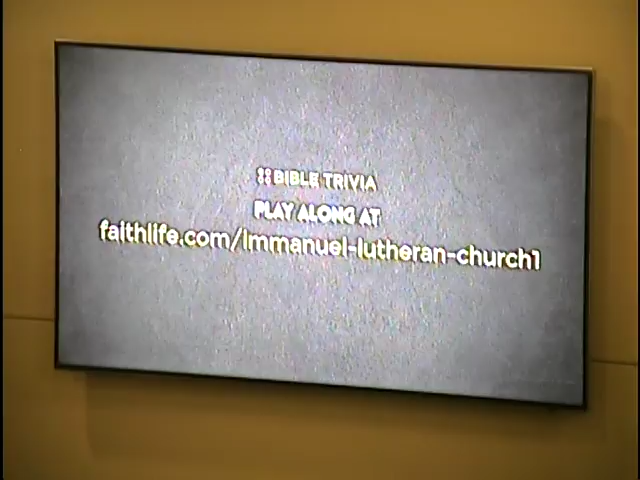 BIBLE TRIVIA
PLAY ALONG AT
faithlife.com/immanuel-lutheran-church1